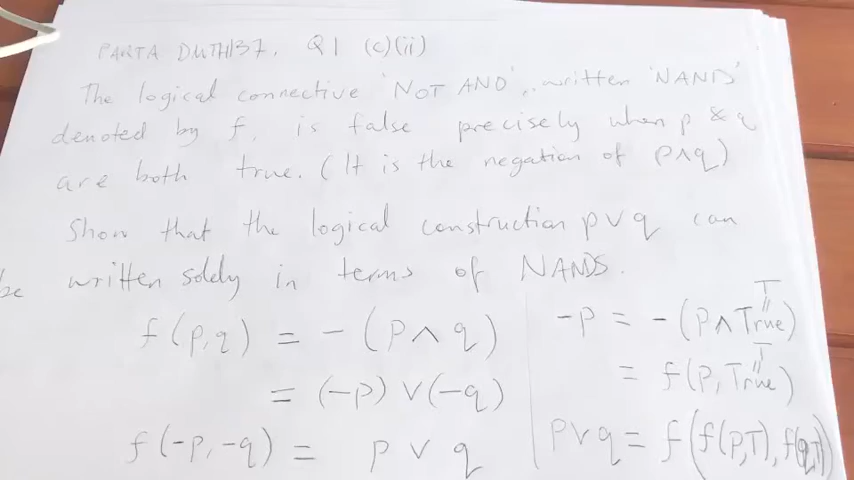 PARTA DMTH137. Q1 (c)(ii)
The logical connective 'NOT AND', written 'NAND'
denoted by f, is false precisely when p & q
are both true. (It is the negation of p∧q)
Show that the logical construction p∨q can
be written solely in terms of NANDS.
f(p,q) = -(p∧q)
= (-p)∨(-q)
f(-p,-q) = p∨q
-p = -(p∧True)
T
=
= f(p,True)
T
=
p∨q = f(f(p,T), f(q,T))